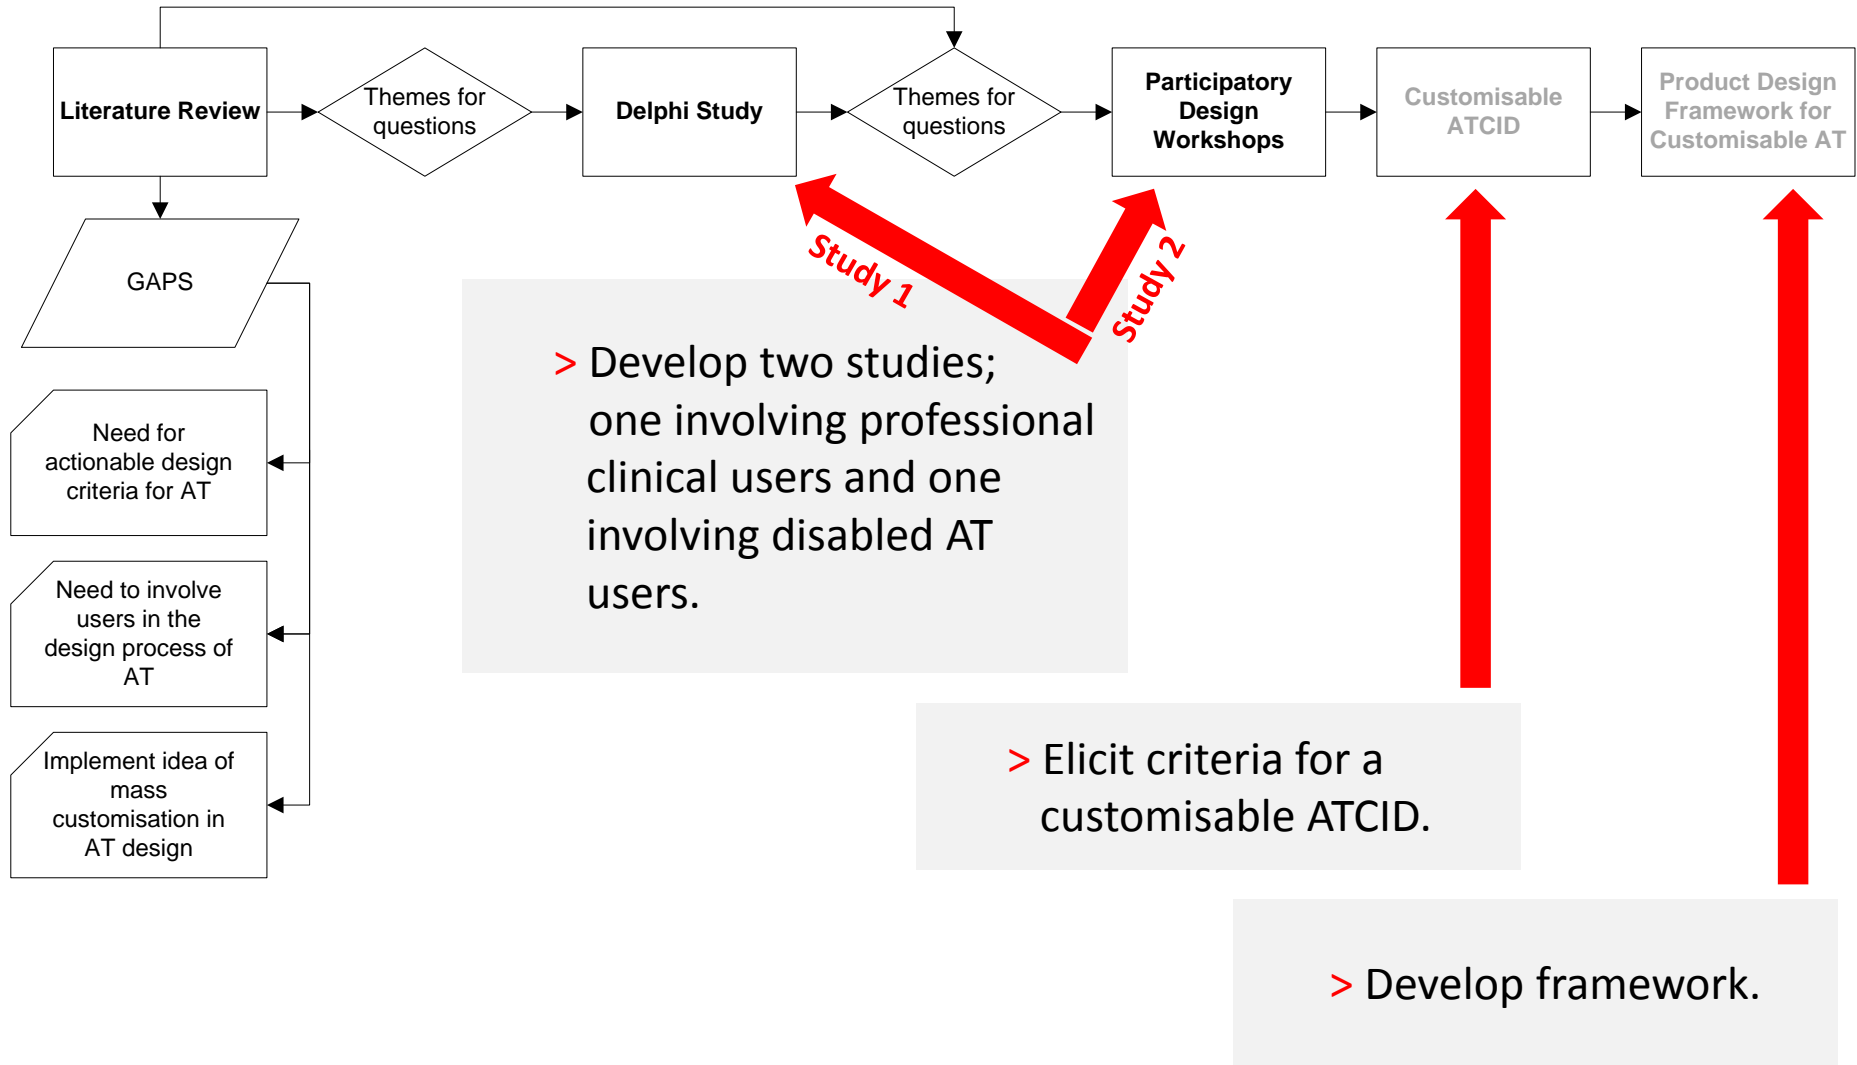 Literature Review
Themes for
questions
Delphi Study
Themes for
questions
Participatory
Design
Workshops
Customisable
ATCID
Product Design
Framework for
Customisable AT
GAPS
Need for
actionable design
criteria for AT
Need to involve
users in the
design process of
AT
Implement idea of
mass
customisation in
AT design
Study 1
Study 2
> Develop two studies;
one involving professional
clinical users and one
involving disabled AT
users.
> Elicit criteria for a
customisable ATCID.
> Develop framework.